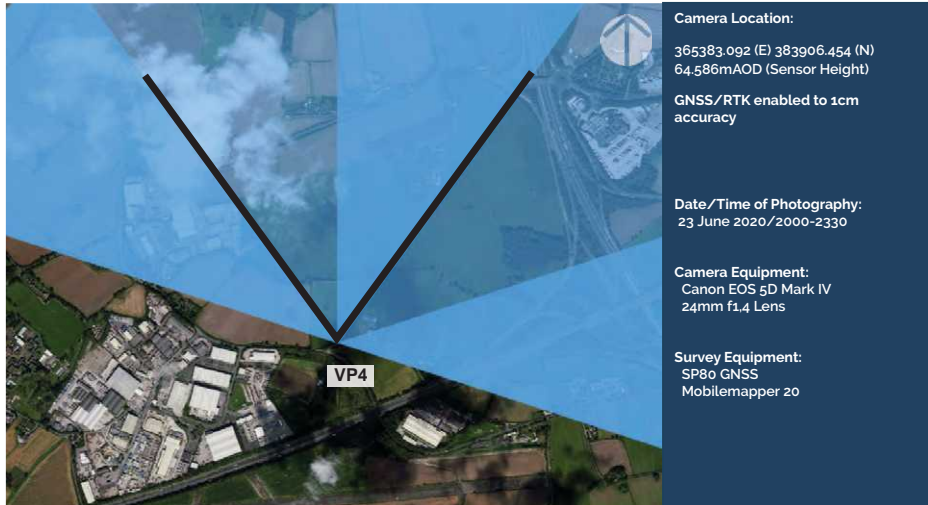 VP4
Camera Location:
365383.092 (E) 383906.454 (N)
64.586mAOD (Sensor Height)
GNSS/RTK enabled to 1cm
accuracy
Date/Time of Photography:
23 June 2020/2000-2330
Camera Equipment:
Canon EOS 5D Mark IV
24mm f1,4 Lens
Survey Equipment:
SP80 GNSS
Mobilemapper 20